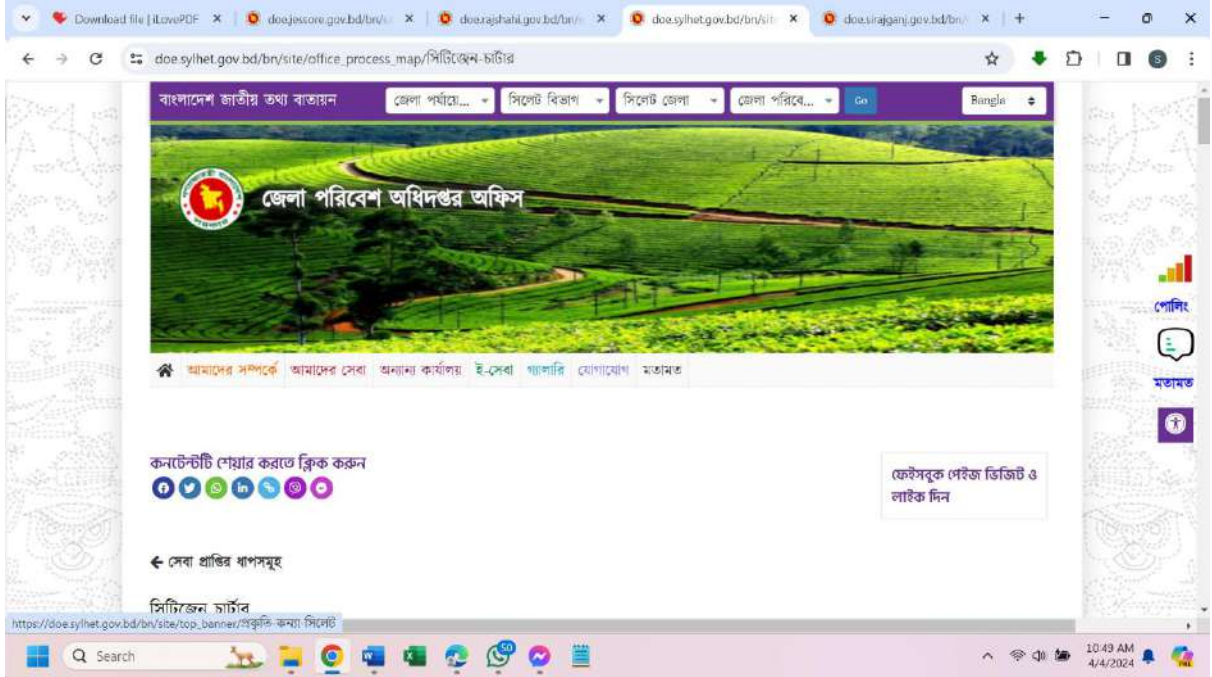 Download file | iLovePDF
doe.jessore.gov.bd/bn/
doe.rajshahi.gov.bd/bn/
doe.sylhet.gov.bd/bn/sit
doe.sirajganj.gov.bd/bn/
doe.sylhet.gov.bd/bn/site/office_process_map/সিটিজেন-চার্টার
S
বাংলাদেশ জাতীয় তথ্য বাতায়ন
জেলা পর্যায়ে...
সিলেট বিভাগ
সিলেট জেলা
জেলা পরিবে...
Go
Bangla
জেলা পরিবেশ অধিদপ্তর অফিস
পোলিং
আমাদের সম্পর্কে আমাদের সেবা অন্যান্য কার্যালয় ই-সেবা গ্যালারি যোগাযোগ মতামত
মতামত
কনটেন্টটি শেয়ার করতে ক্লিক করুন
ফেইসবুক পেইজ ভিজিট ও
লাইক দিন
সেবা প্রাপ্তির ধাপসমূহ
সিটিজেন চার্টার
https://doe.sylhet.gov.bd/bn/site/top_banner/প্রকৃতি-কন্যা-সিলেট
Search
50
10:49 AM
4/4/2024